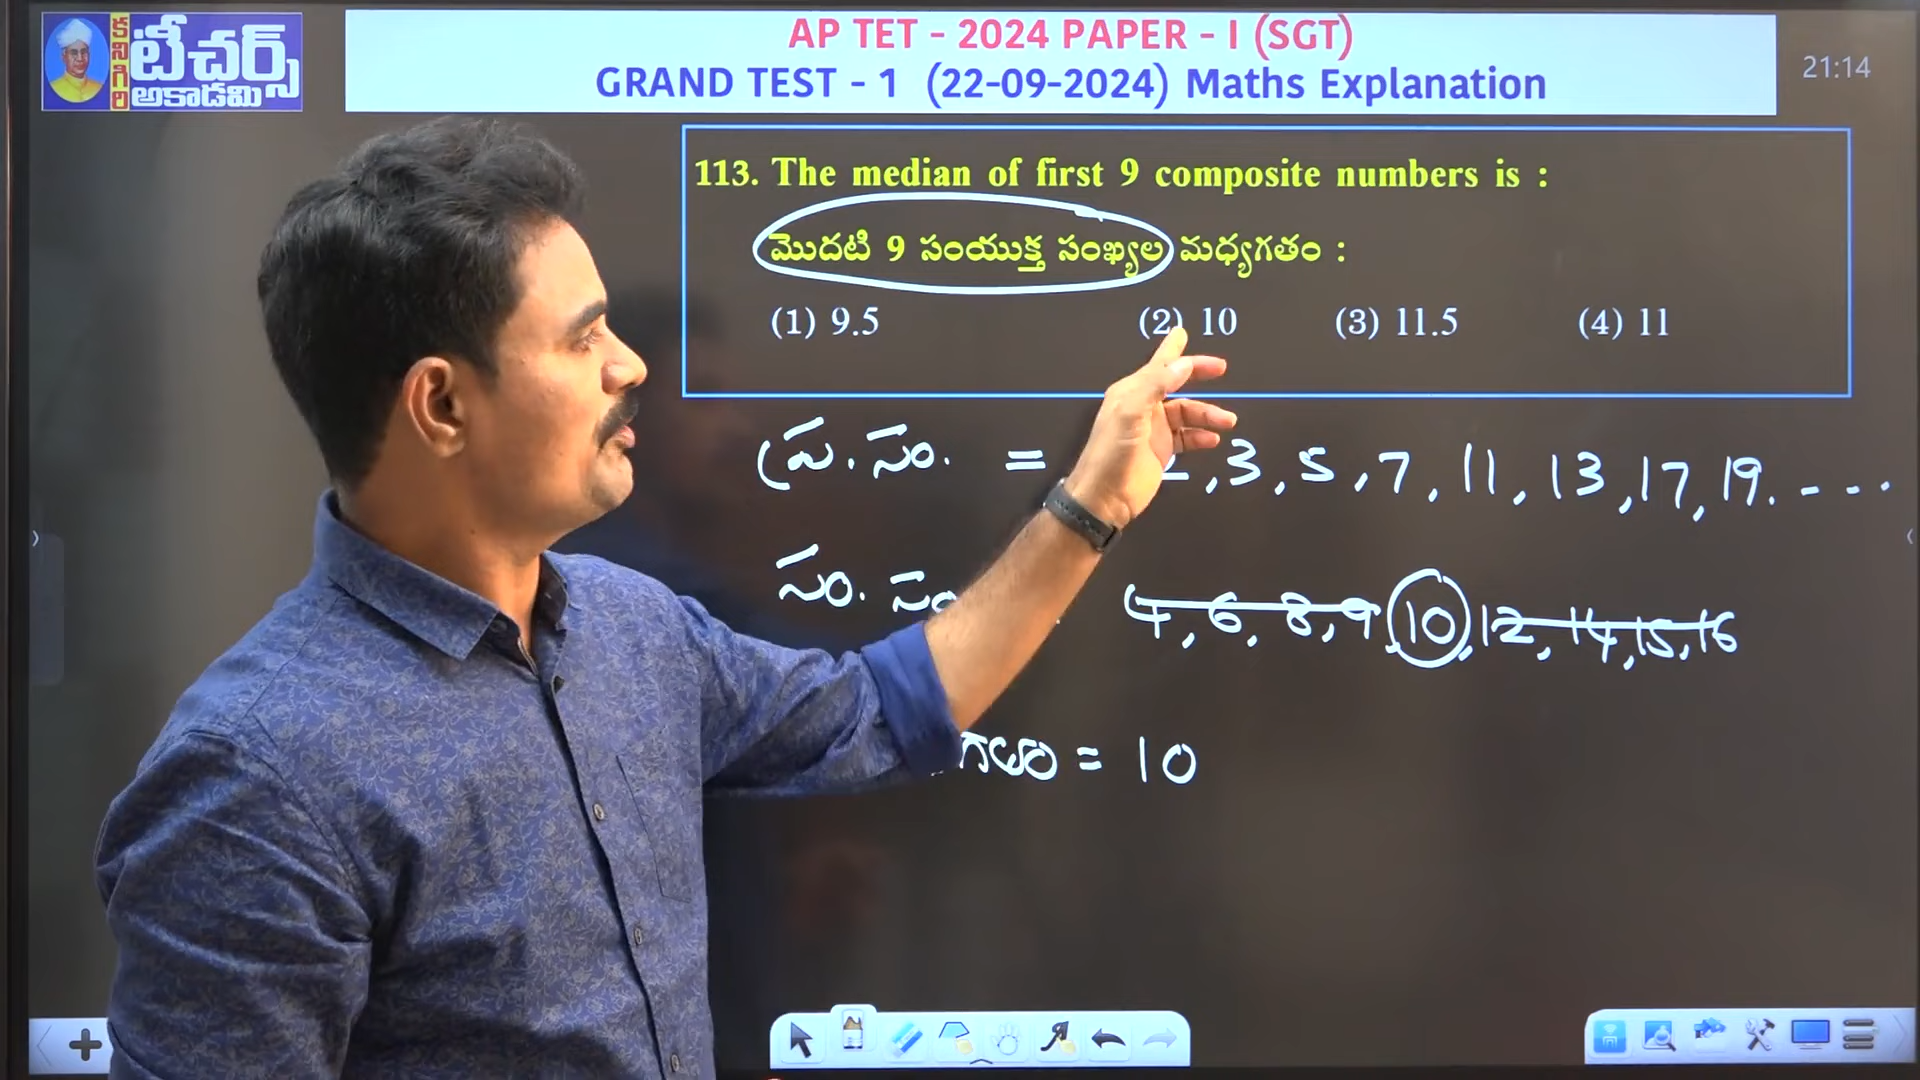 కనిగిరి
టీచర్స్
అకాడమి
AP TET - 2024 PAPER - I (SGT)
GRAND TEST - 1 (22-09-2024) Maths Explanation
21:14
113. The median of first 9 composite numbers is :
మొదటి 9 సంయుక్త సంఖ్యల మధ్యగతం :
(1) 9.5 (2) 10 (3) 11.5 (4) 11
ప్ర. సం. = 2, 3, 5, 7, 11, 13, 17, 19. - - -
సం. సం 4, 6, 8, 9, 10, 12, 14, 15, 16
= 10